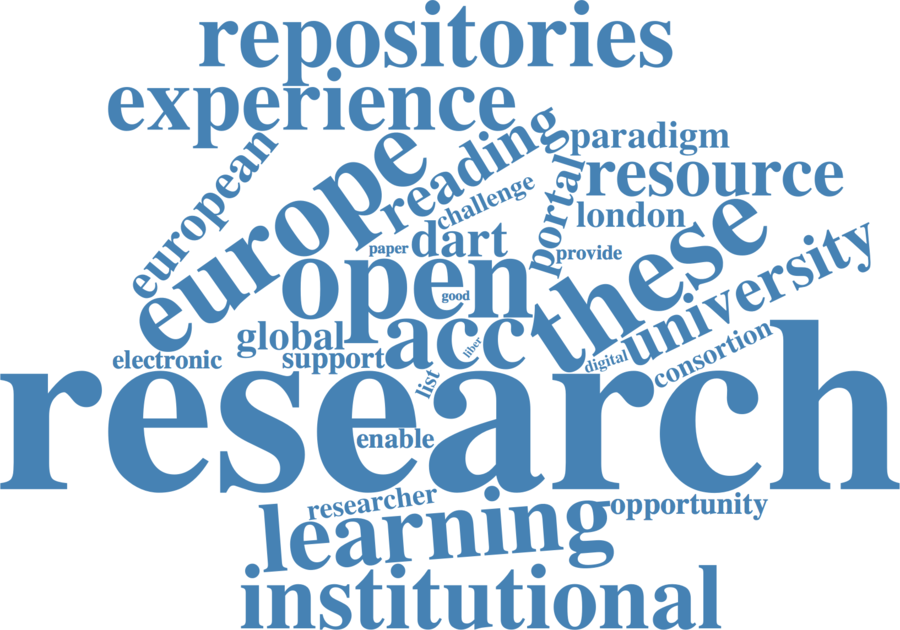 repositories
experience
european
europe
reading
challenge
paradigm
resource
portal
london
paper
dart
provide
these
open
good
university
global
acc
liber
support
electronic
digital
consortion
list
research
enable
researcher
learning
opportunity
institutional